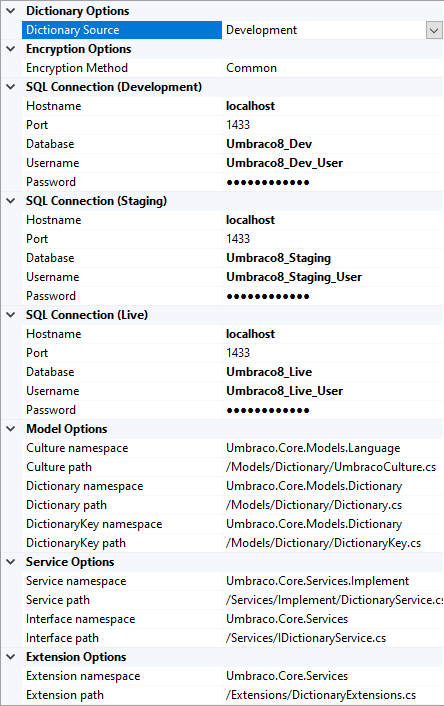 Dictionary Options
Dictionary Source Development
Encryption Options
Encryption Method Common
SQL Connection (Development)
Hostname localhost
Port 1433
Database Umbraco8_Dev
Username Umbraco8_Dev_User
Password ●●●●●●●●●●●●
SQL Connection (Staging)
Hostname localhost
Port 1433
Database Umbraco8_Staging
Username Umbraco8_Staging_User
Password ●●●●●●●●●●●●
SQL Connection (Live)
Hostname localhost
Port 1433
Database Umbraco8_Live
Username Umbraco8_Live_User
Password ●●●●●●●●●●●●
Model Options
Culture namespace Umbraco.Core.Models.Language
Culture path /Models/Dictionary/UmbracoCulture.cs
Dictionary namespace Umbraco.Core.Models.Dictionary
Dictionary path /Models/Dictionary/Dictionary.cs
DictionaryKey namespace Umbraco.Core.Models.Dictionary
DictionaryKey path /Models/Dictionary/DictionaryKey.cs
Service Options
Service namespace Umbraco.Core.Services.Implement
Service path /Services/Implement/DictionaryService.cs
Interface namespace Umbraco.Core.Services
Interface path /Services/IDictionaryService.cs
Extension Options
Extension namespace Umbraco.Core.Services
Extension path /Extensions/DictionaryExtensions.cs